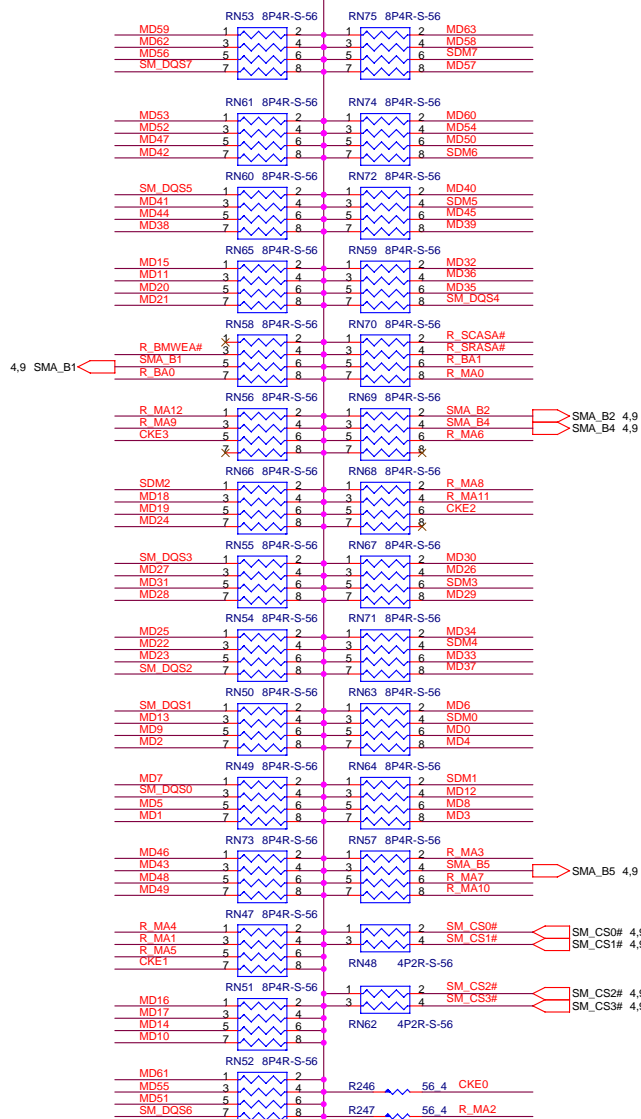 RN53 8P4R-S-56 RN75 8P4R-S-56
MD59 1 2 1 2 MD63
MD62 3 4 3 4 MD58
MD56 5 6 5 6 SDM7
SM_DQS7 7 8 7 8 MD57
RN61 8P4R-S-56 RN74 8P4R-S-56
MD53 1 2 1 2 MD60
MD52 3 4 3 4 MD54
MD47 5 6 5 6 MD50
MD42 7 8 7 8 SDM6
RN60 8P4R-S-56 RN72 8P4R-S-56
SM_DQS5 1 2 1 2 MD40
MD41 3 4 3 4 SDM5
MD44 5 6 5 6 MD45
MD38 7 8 7 8 MD39
RN65 8P4R-S-56 RN59 8P4R-S-56
MD15 1 2 1 2 MD32
MD11 3 4 3 4 MD36
MD20 5 6 5 6 MD35
MD21 7 8 7 8 SM_DQS4
RN58 8P4R-S-56 RN70 8P4R-S-56
1 2 1 2 R_SCASA#
R_BMWEA# 3 4 3 4 R_SRASA#
4,9 SMA_B1 SMA_B1 5 6 5 6 R_BA1
R_BA0 7 8 7 8 R_MA0
RN56 8P4R-S-56 RN69 8P4R-S-56
R_MA12 1 2 1 2 SMA_B2 SMA_B2 4,9
R_MA9 3 4 3 4 SMA_B4 SMA_B4 4,9
CKE3 5 6 5 6 R_MA6
7 8 7 8
RN66 8P4R-S-56 RN68 8P4R-S-56
SDM2 1 2 1 2 R_MA8
MD18 3 4 3 4 R_MA11
MD19 5 6 5 6 CKE2
MD24 7 8 7 8
RN55 8P4R-S-56 RN67 8P4R-S-56
SM_DQS3 1 2 1 2 MD30
MD27 3 4 3 4 MD26
MD31 5 6 5 6 SDM3
MD28 7 8 7 8 MD29
RN54 8P4R-S-56 RN71 8P4R-S-56
MD25 1 2 1 2 MD34
MD22 3 4 3 4 SDM4
MD23 5 6 5 6 MD33
SM_DQS2 7 8 7 8 MD37
RN50 8P4R-S-56 RN63 8P4R-S-56
SM_DQS1 1 2 1 2 MD6
MD13 3 4 3 4 SDM0
MD9 5 6 5 6 MD0
MD2 7 8 7 8 MD4
RN49 8P4R-S-56 RN64 8P4R-S-56
MD7 1 2 1 2 SDM1
SM_DQS0 3 4 3 4 MD12
MD5 5 6 5 6 MD8
MD1 7 8 7 8 MD3
RN73 8P4R-S-56 RN57 8P4R-S-56
MD46 1 2 1 2 R_MA3
MD43 3 4 3 4 SMA_B5 SMA_B5 4,9
MD48 5 6 5 6 R_MA7
MD49 7 8 7 8 R_MA10
RN47 8P4R-S-56
R_MA4 1 2 1 2 SM_CS0# SM_CS0# 4,9
R_MA1 3 4 3 4 SM_CS1# SM_CS1# 4,9
R_MA5 5 6
CKE1 7 8 RN48 4P2R-S-56
RN51 8P4R-S-56
1 2 SM_CS2# SM_CS2# 4,9
MD16 1 2 3 4 SM_CS3# SM_CS3# 4,9
MD17 3 4
MD14 5 6 RN62 4P2R-S-56
MD10 7 8
RN52 8P4R-S-56
MD61 1 2
MD55 3 4 R246 56_4 CKE0
MD51 5 6
SM_DQS6 7 8 R247 56_4 R_MA2